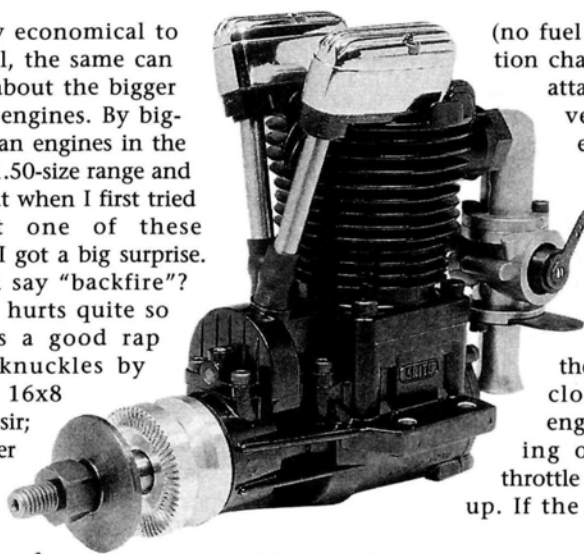 y economical to
l, the same can
about the bigger
engines. By big-
an engines in the
.50-size range and
t when I first tried
t one of these
I got a big surprise.
say "backfire"?
hurts quite so
s a good rap
knuckles by
16x8
sir;
er
(no fuel
tion cha
atta
ve
e
the
clo
eng
ing o
throttle
up. If the